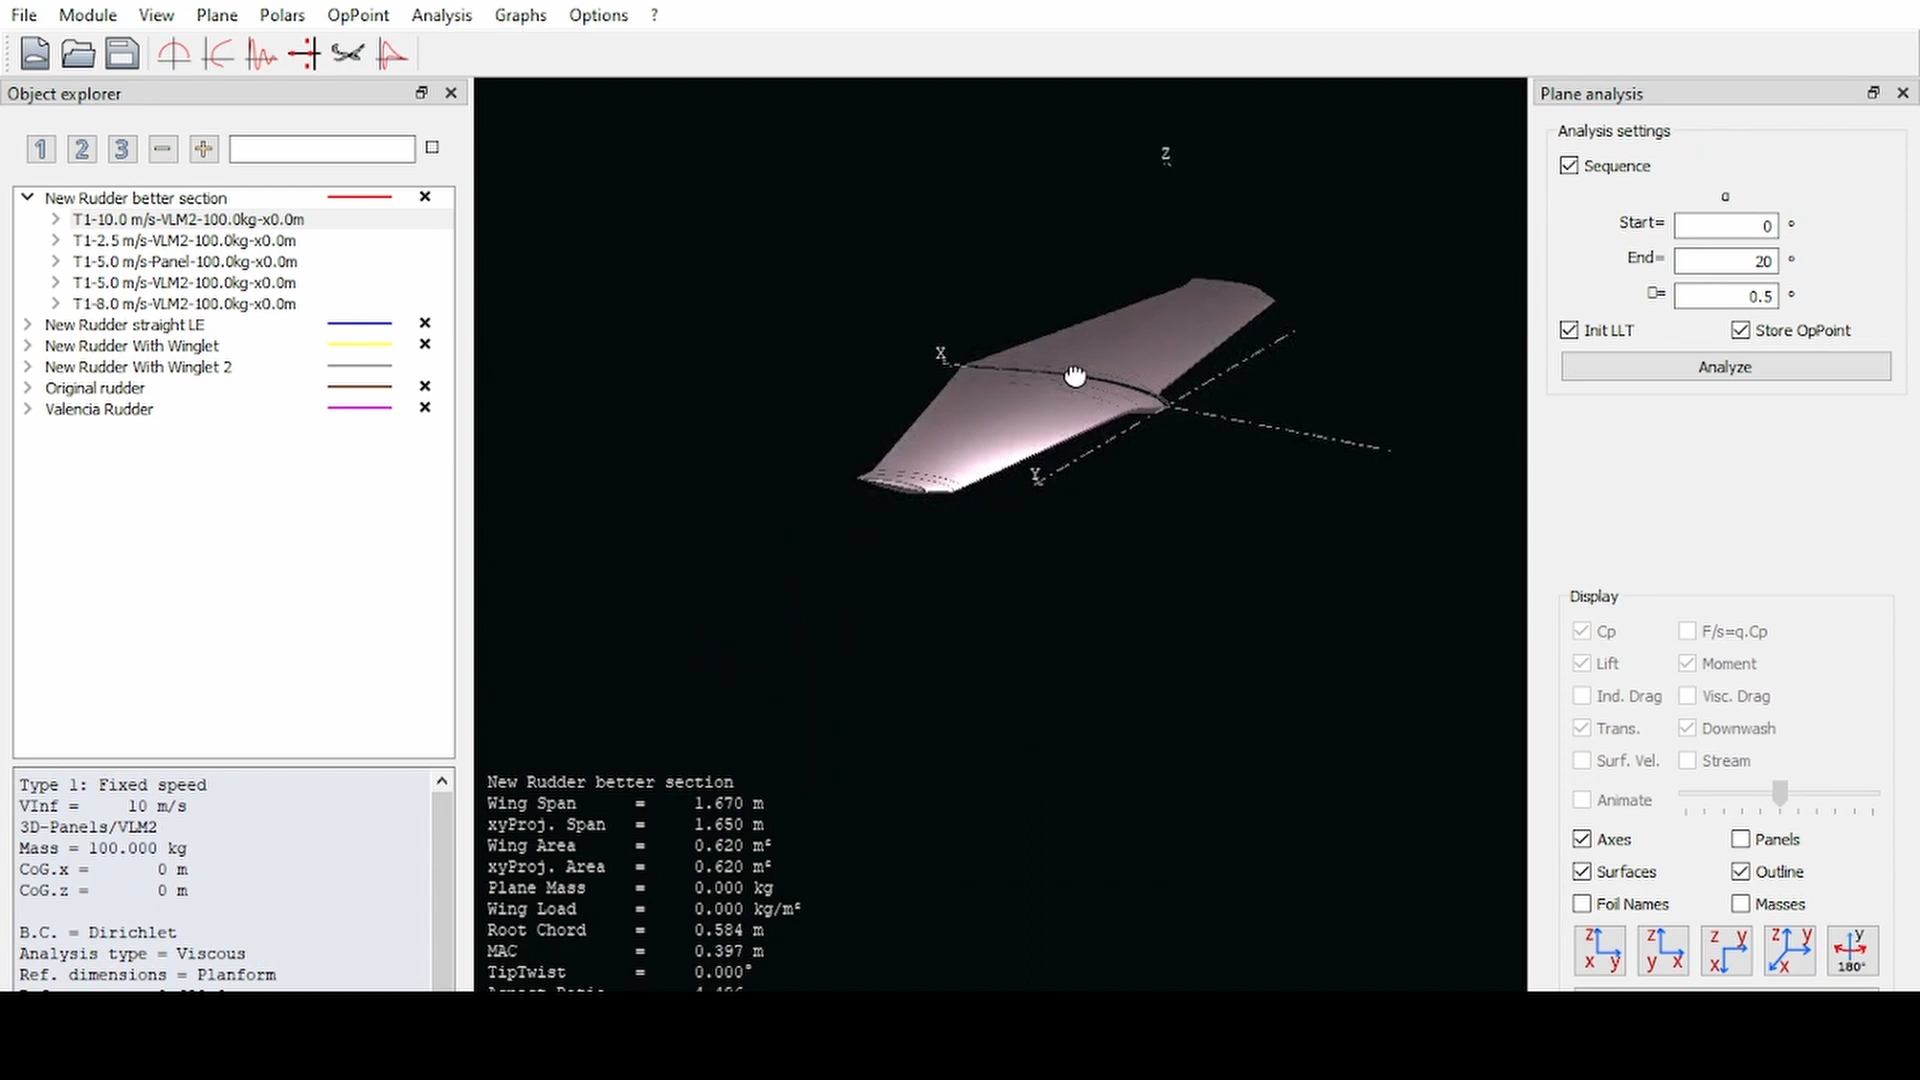 File Module View Plane Polars OpPoint Analysis Graphs Options ?
Object explorer
1 2 3 − +
New Rudder better section
T1-10.0 m/s-VLM2-100.0kg-x0.0m
T1-2.5 m/s-VLM2-100.0kg-x0.0m
T1-5.0 m/s-Panel-100.0kg-x0.0m
T1-5.0 m/s-VLM2-100.0kg-x0.0m
T1-8.0 m/s-VLM2-100.0kg-x0.0m
New Rudder straight LE
New Rudder With Winglet
New Rudder With Winglet 2
Original rudder
Valencia Rudder
Type 1: Fixed speed
VInf = 10 m/s
3D-Panels/VLM2
Mass = 100.000 kg
CoG.x = 0 m
CoG.z = 0 m
B.C. = Dirichlet
Analysis type = Viscous
Ref. dimensions = Planform
Z
X
Y
New Rudder better section
Wing Span = 1.670 m
xyProj. Span = 1.650 m
Wing Area = 0.620 m²
xyProj. Area = 0.620 m²
Plane Mass = 0.000 kg
Wing Load = 0.000 kg/m²
Root Chord = 0.584 m
MAC = 0.397 m
TipTwist = 0.000°
Plane analysis
Analysis settings
Sequence
α
Start= 0 °
End= 20 °
□= 0.5 °
Init LLT Store OpPoint
Analyze
Display
Cp F/s=q.Cp
Lift Moment
Ind. Drag Visc. Drag
Trans. Downwash
Surf. Vel. Stream
Animate
Axes Panels
Surfaces Outline
Foil Names Masses
z x y z y x z y x z y x y 180°